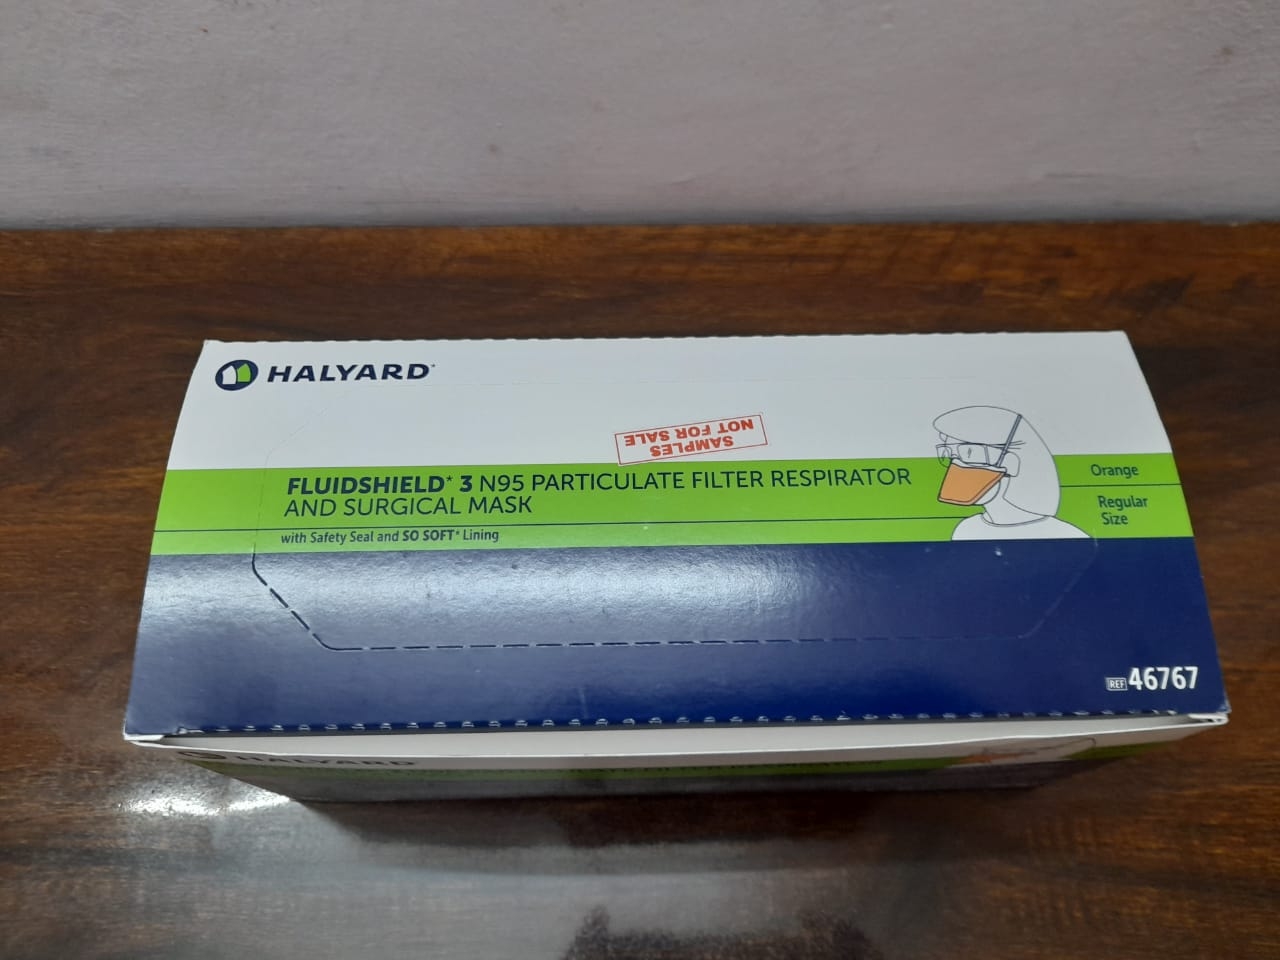 HALYARD*
SAMPLES
NOT FOR SALE
FLUIDSHIELD* 3 N95 PARTICULATE FILTER RESPIRATOR
AND SURGICAL MASK
with Safety Seal and SO SOFT* Lining
Orange
Regular
Size
REF 46767
HALYARD